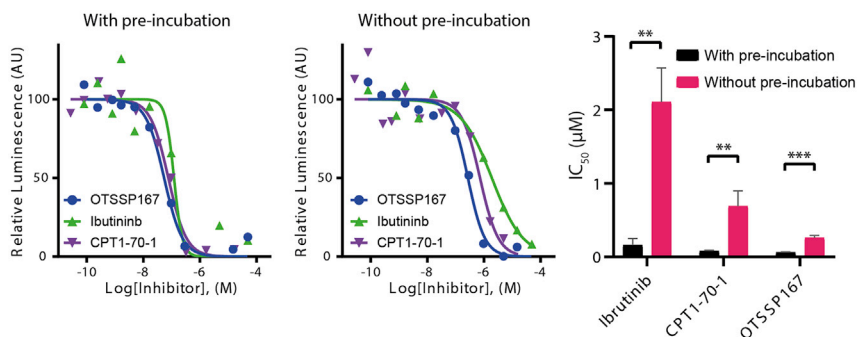 With pre-incubation
Relative Luminescence (AU)
100
50
0
OTSSP167
Ibutininb
CPT1-70-1
-10
-8
-6
-4
Log[Inhibitor], (M)
Without pre-incubation
Relative Luminescence (AU)
100
50
0
OTSSP167
Ibutininb
CPT1-70-1
-10
-8
-6
-4
Log[Inhibitor], (M)
IC50 (μM)
3
2
1
0
**
**
***
With pre-incubation
Without pre-incubation
Ibrutinib
CPT1-70-1
OTSSP167